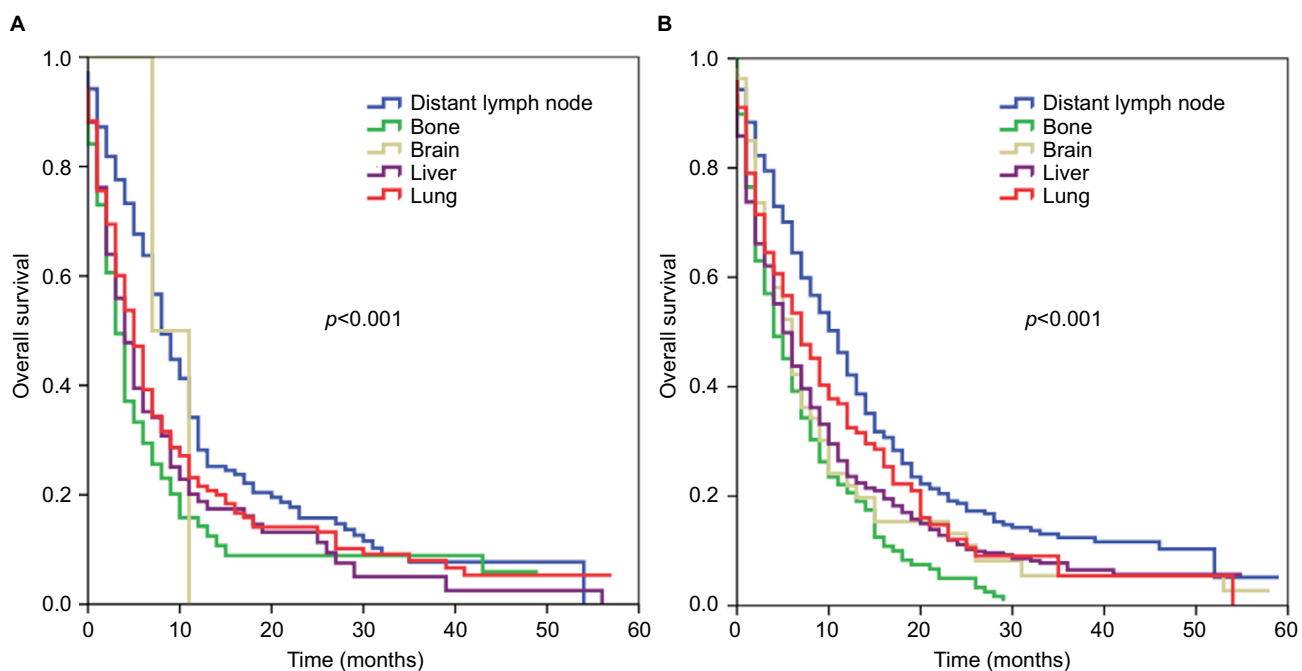 A
1.0
0.8
0.6
0.4
0.2
0.0
Overall survival
Distant lymph node
Bone
Brain
Liver
Lung
p<0.001
0 10 20 30 40 50 60
Time (months)
B
1.0
0.8
0.6
0.4
0.2
0.0
Overall survival
Distant lymph node
Bone
Brain
Liver
Lung
p<0.001
0 10 20 30 40 50 60
Time (months)